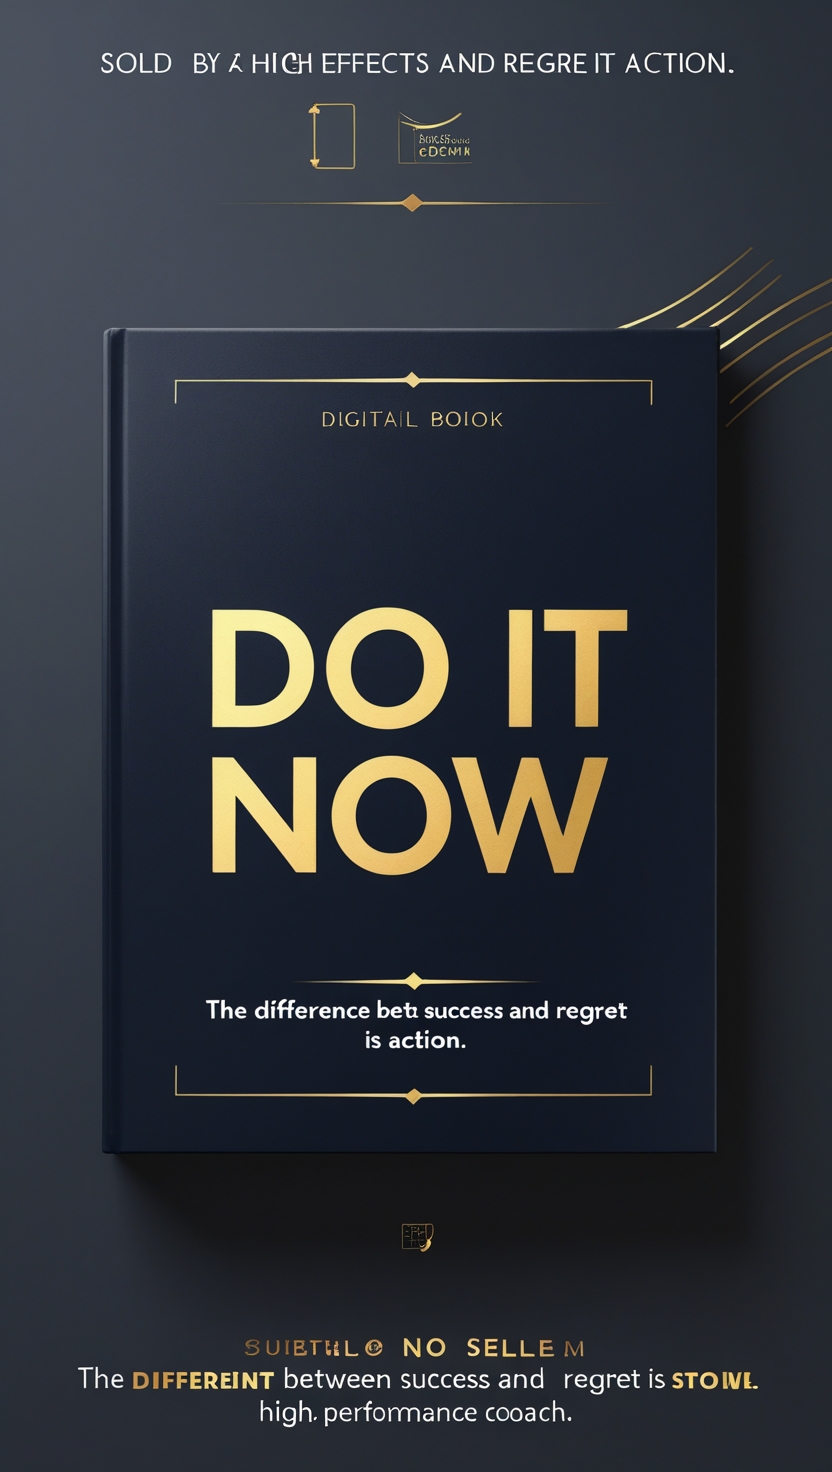 SOLD BY A HIGH EFFECTS AND REGRE IT ACTION.
DIGITAIL BOIOK
DO IT
NOW
The difference bet success and regret
is action.
NO SELLE M
The DIFFEREINT between success and regret is
high. performance cooach.